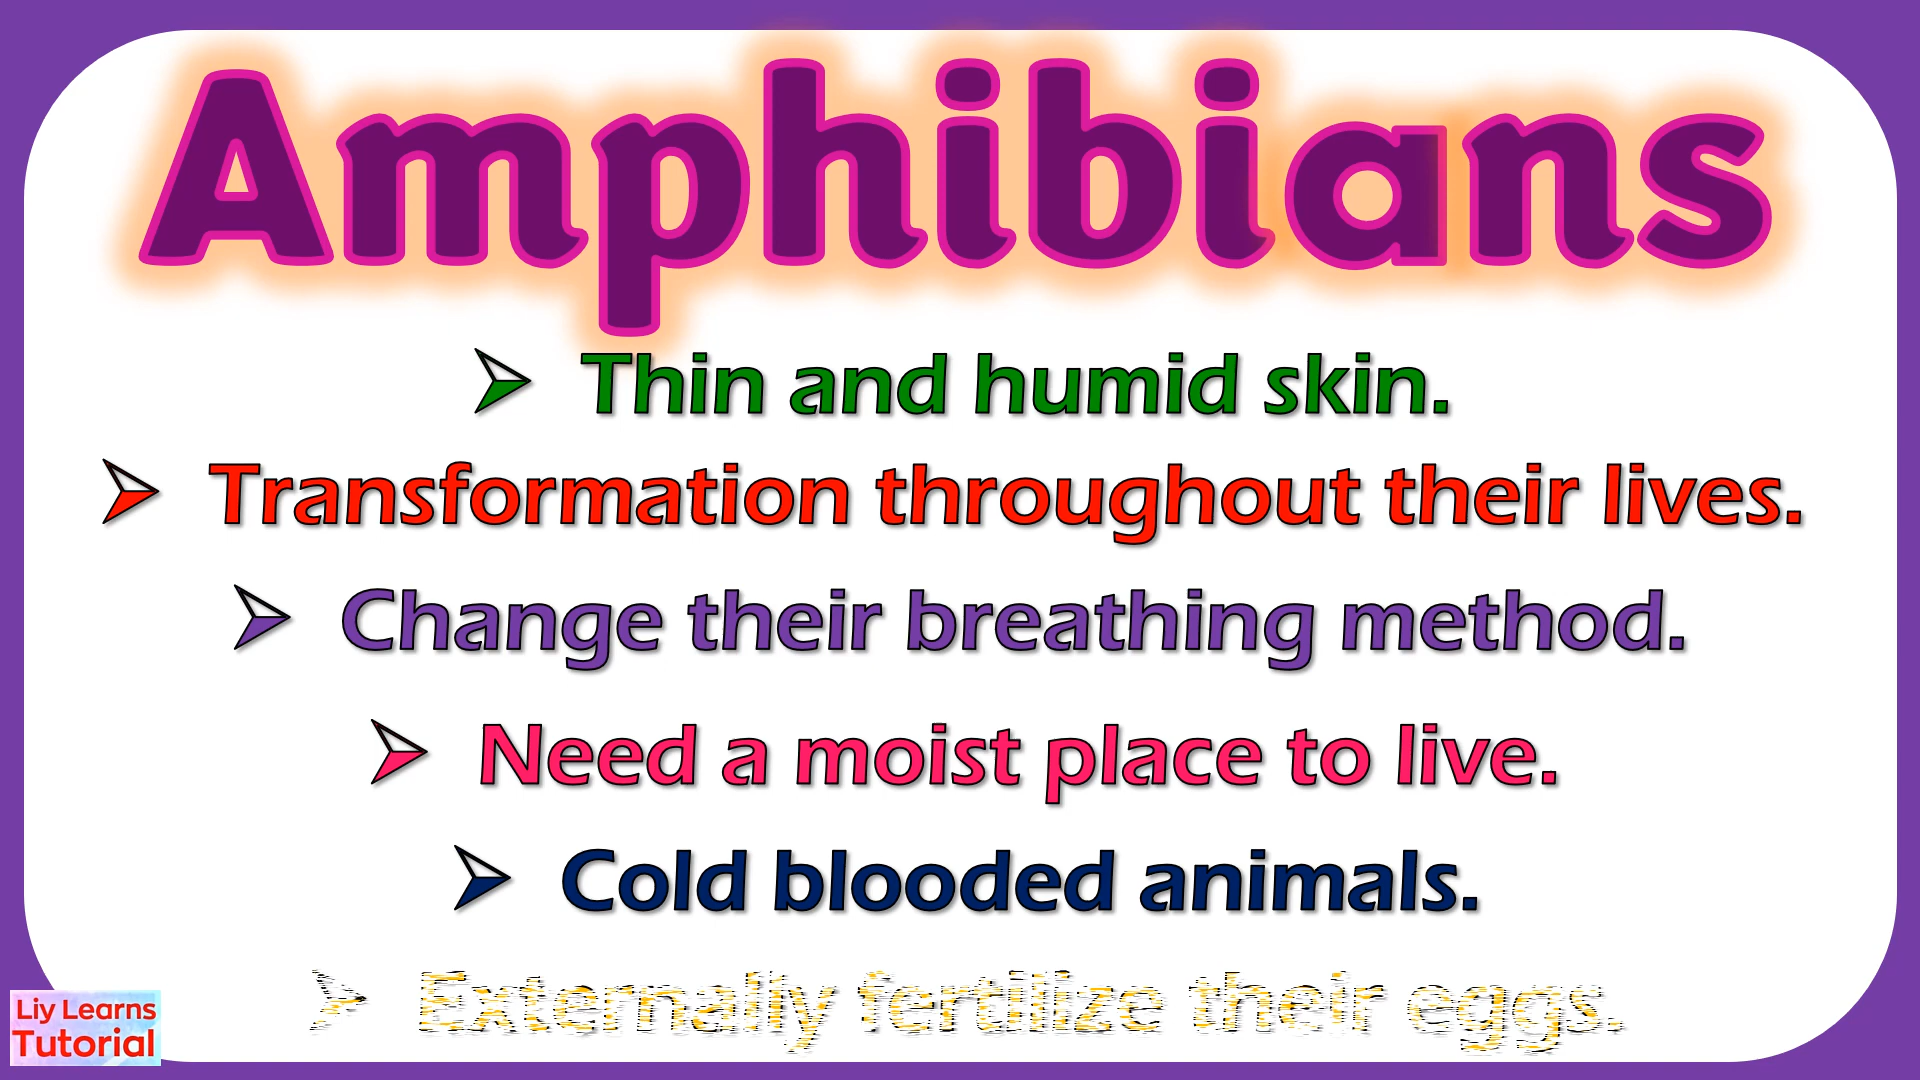 Amphibians
➢ Thin and humid skin.
➢ Transformation throughout their lives.
➢ Change their breathing method.
➢ Need a moist place to live.
➢ Cold blooded animals.
➢ Externally fertilize their eggs.
Liy Learns
Tutorial